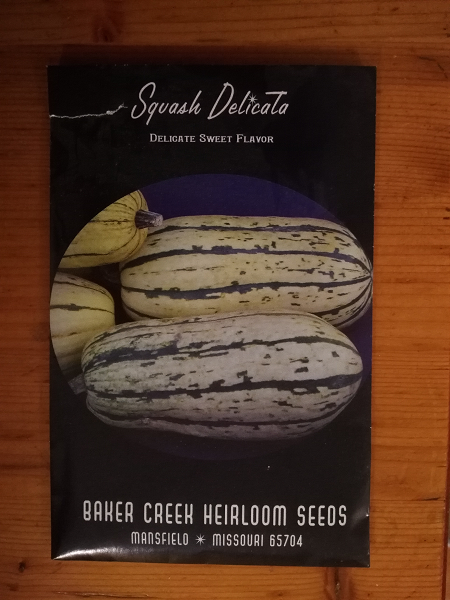 Squash Delicata
Delicate Sweet Flavor
BAKER CREEK HEIRLOOM SEEDS
MANSFIELD * MISSOURI 65704